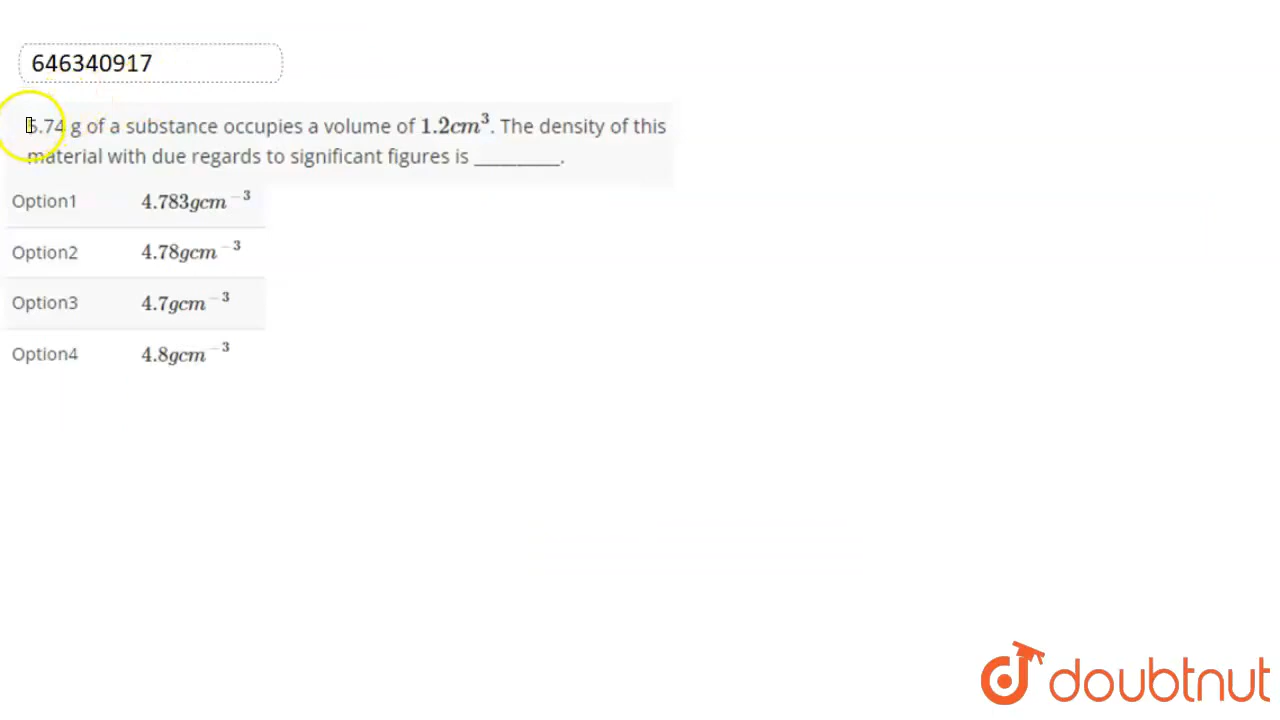 646340917
5.74 g of a substance occupies a volume of 1.2cm³. The density of this
material with due regards to significant figures is _________.
Option1 4.783gcm⁻³
Option2 4.78gcm⁻³
Option3 4.7gcm⁻³
Option4 4.8gcm⁻³
doubtnut